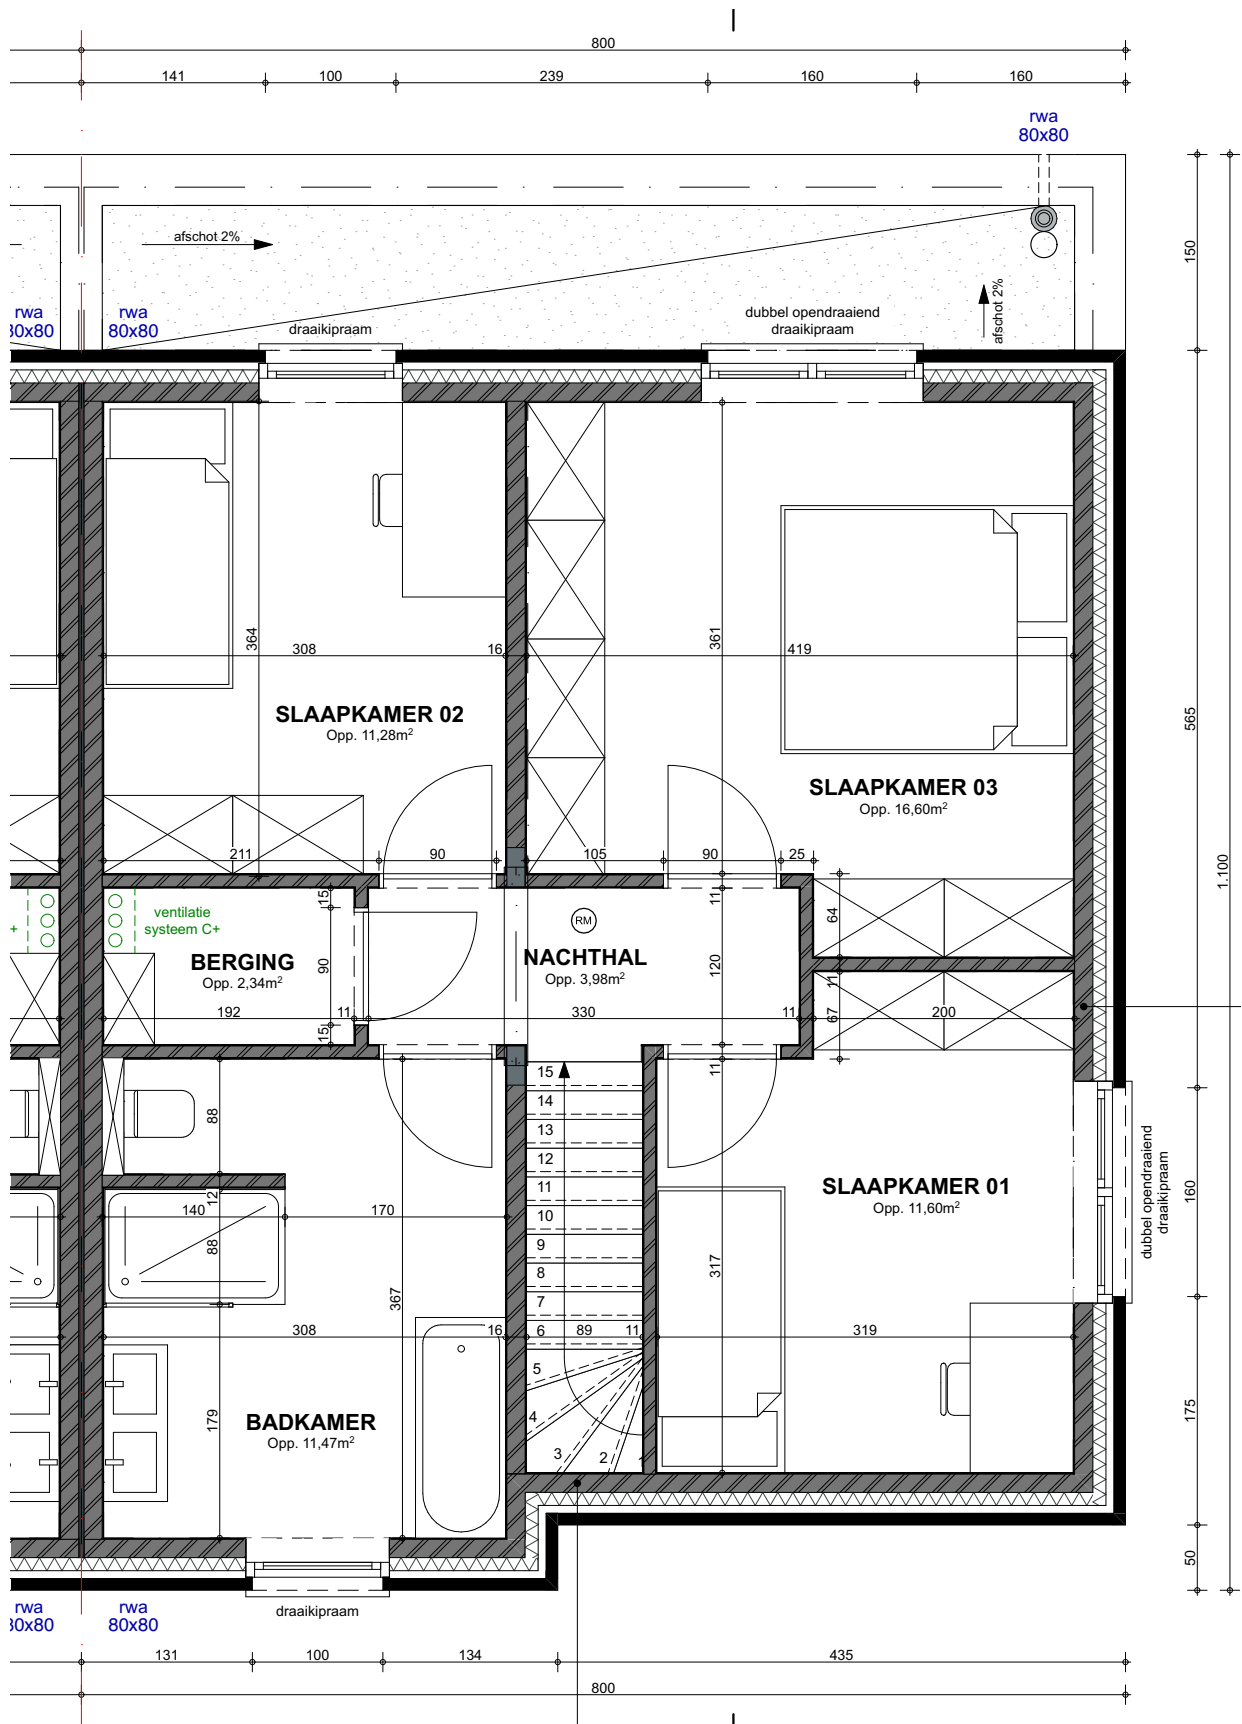 800
141
100
239
160
160
rwa
80x80
afschot 2%
150
rwa
80x80
rwa
80x80
draaikipraam
dubbel opendraaiend
draaikipraam
afschot 2%
364
308
16
361
419
SLAAPKAMER 02
Opp. 11,28m²
565
SLAAPKAMER 03
Opp. 16,60m²
211
90
105
90
25
1.100
15
11
64
ventilatie
systeem C+
+
RM
BERGING
Opp. 2,34m²
90
NACHTHAL
Opp. 3,98m²
120
11
192
11
330
11
67
200
15
11
15
14
13
12
11
10
9
8
7
6
5
4
3
2
88
12
140
170
88
SLAAPKAMER 01
Opp. 11,60m²
160
dubbel opendraaiend
draaikipraam
317
367
308
16
89
11
319
BADKAMER
Opp. 11,47m²
179
175
50
rwa
80x80
rwa
80x80
draaikipraam
131
100
134
435
800